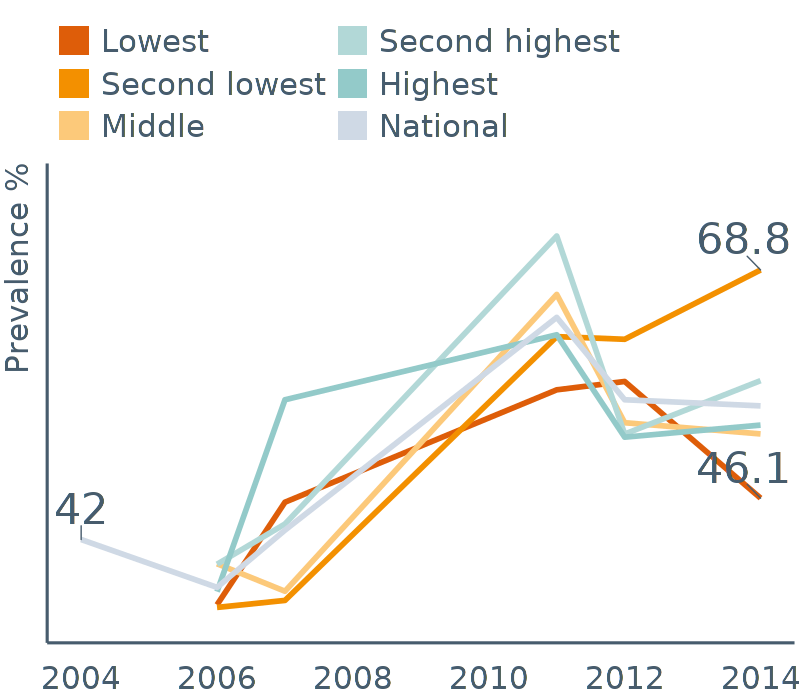 Lowest
Second highest
Second lowest
Highest
Middle
National
Prevalence %
68.8
46.1
42
2004 2006 2008 2010 2012 2014